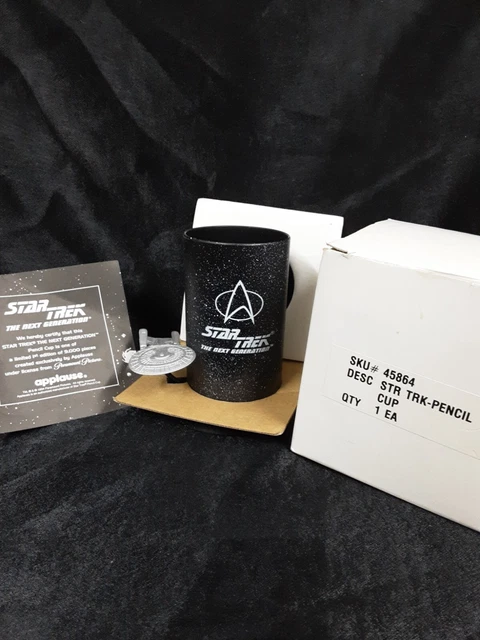 STAR TREK
THE NEXT GENERATION
We hereby certify that this
STAR TREK® THE NEXT GENERATION®
Pencil Cup is one of
a limited 1st edition of
created exclusively by Applause
under license from Paramount
applause.
STAR TREK
THE NEXT GENERATION
SKU# 45864
DESC STR TRK-PENCIL
CUP
QTY 1 EA